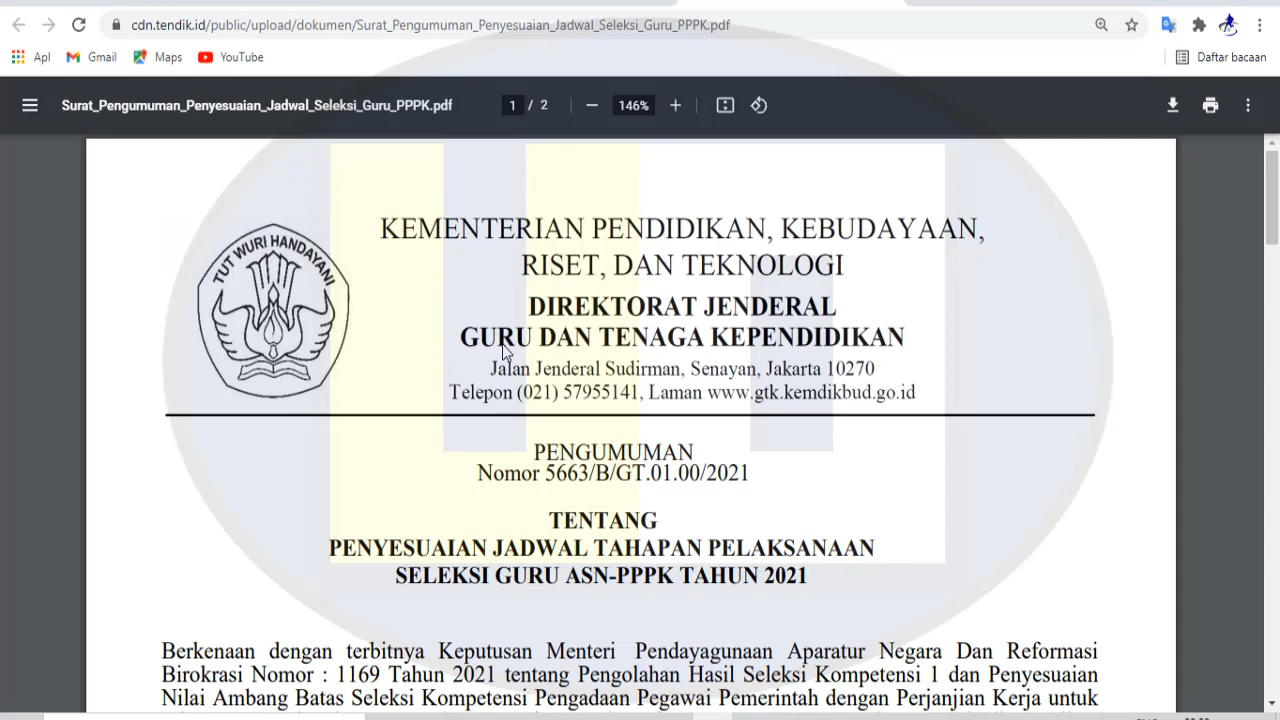 cdn.tendik.id/public/upload/dokumen/Surat_Pengumuman_Penyesuaian_Jadwal_Seleksi_Guru_PPPK.pdf
Apl Gmail Maps YouTube Daftar bacaan
Surat_Pengumuman_Penyesuaian_Jadwal_Seleksi_Guru_PPPK.pdf 1 / 2 146%
TUT WURI HANDAYANI
KEMENTERIAN PENDIDIKAN, KEBUDAYAAN,
RISET, DAN TEKNOLOGI
DIREKTORAT JENDERAL
GURU DAN TENAGA KEPENDIDIKAN
Jalan Jenderal Sudirman, Senayan, Jakarta 10270
Telepon (021) 57955141, Laman www.gtk.kemdikbud.go.id
PENGUMUMAN
Nomor 5663/B/GT.01.00/2021
TENTANG
PENYESUAIAN JADWAL TAHAPAN PELAKSANAAN
SELEKSI GURU ASN-PPPK TAHUN 2021
Berkenaan dengan terbitnya Keputusan Menteri Pendayagunaan Aparatur Negara Dan Reformasi
Birokrasi Nomor : 1169 Tahun 2021 tentang Pengolahan Hasil Seleksi Kompetensi 1 dan Penyesuaian
Nilai Ambang Batas Seleksi Kompetensi Pengadaan Pegawai Pemerintah dengan Perjanjian Kerja untuk